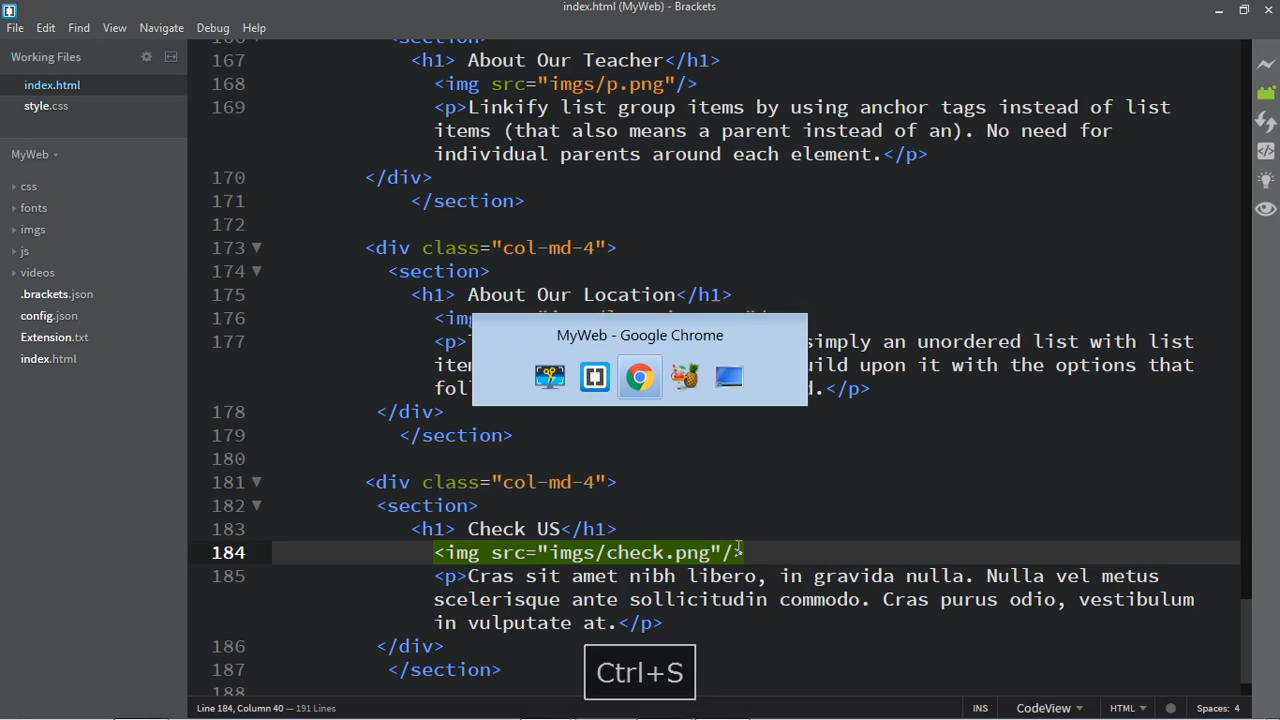 index.html (MyWeb) - Brackets
File Edit Find View Navigate Debug Help
Working Files
index.html
style.css
MyWeb
css
fonts
imgs
js
videos
.brackets.json
config.json
Extension.txt
index.html
166 <section>
167 <h1> About Our Teacher</h1>
168 <img src="imgs/p.png"/>
169 <p>Linkify list group items by using anchor tags instead of list
items (that also means a parent instead of an). No need for
individual parents around each element.</p>
170 </div>
171 </section>
172
173 <div class="col-md-4">
174 <section>
175 <h1> About Our Location</h1>
176 <im
177 <p> simply an unordered list with list
ite uild upon it with the options that
fol d.</p>
178 </div>
179 </section>
180
181 <div class="col-md-4">
182 <section>
183 <h1> Check US</h1>
184 <img src="imgs/check.png"/>
185 <p>Cras sit amet nibh libero, in gravida nulla. Nulla vel metus
scelerisque ante sollicitudin commodo. Cras purus odio, vestibulum
in vulputate at.</p>
186 </div>
187 </section>
188
MyWeb - Google Chrome
Ctrl+S
Line 184, Column 40 — 191 Lines
INS CodeView HTML Spaces: 4